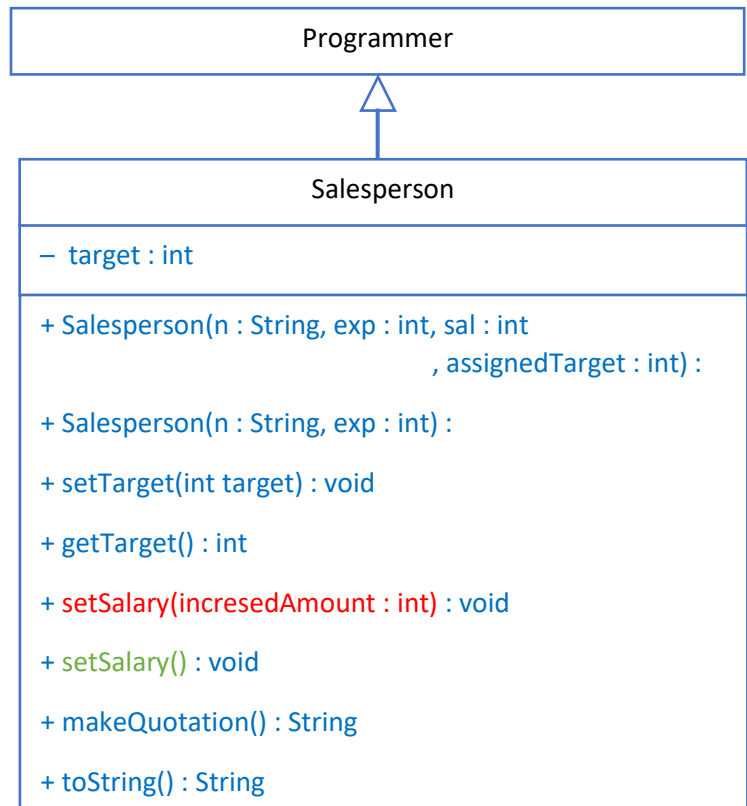 Programmer
Salesperson
– target : int
+ Salesperson(n : String, exp : int, sal : int
, assignedTarget : int) :
+ Salesperson(n : String, exp : int) :
+ setTarget(int target) : void
+ getTarget() : int
+ setSalary(incresedAmount : int) : void
+ setSalary() : void
+ makeQuotation() : String
+ toString() : String